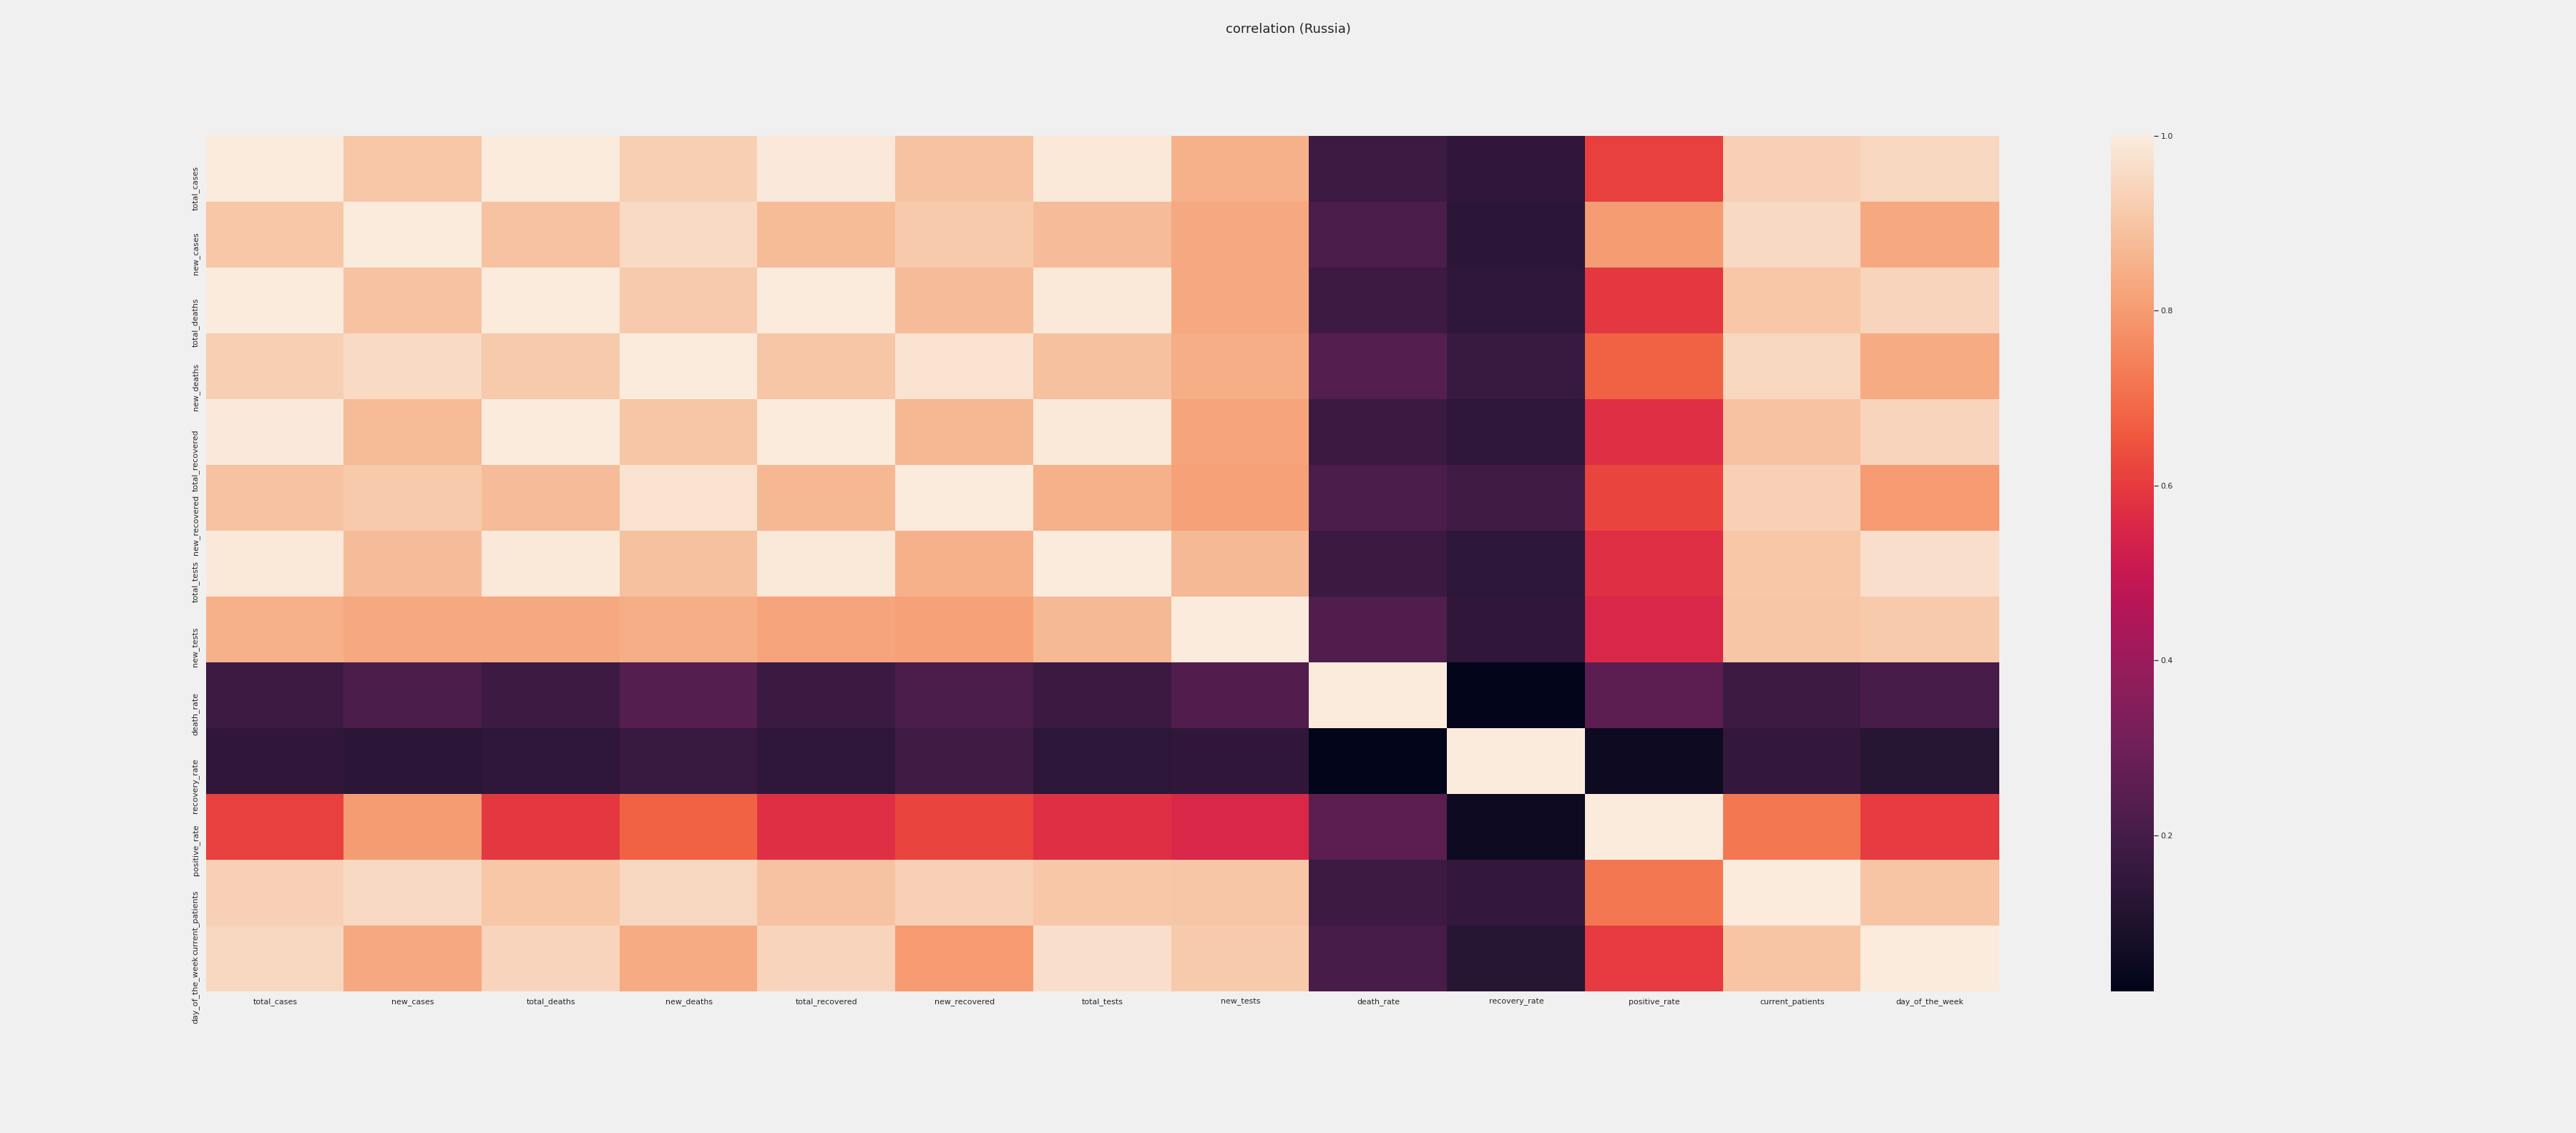 correlation (Russia)
total_cases
new_cases
total_deaths
new_deaths
total_recovered
new_recovered
total_tests
new_tests
death_rate
recovery_rate
positive_rate
current_patients
day_of_the_week
total_cases new_cases total_deaths new_deaths total_recovered new_recovered total_tests new_tests death_rate recovery_rate positive_rate current_patients day_of_the_week
1.0
0.8
0.6
0.4
0.2